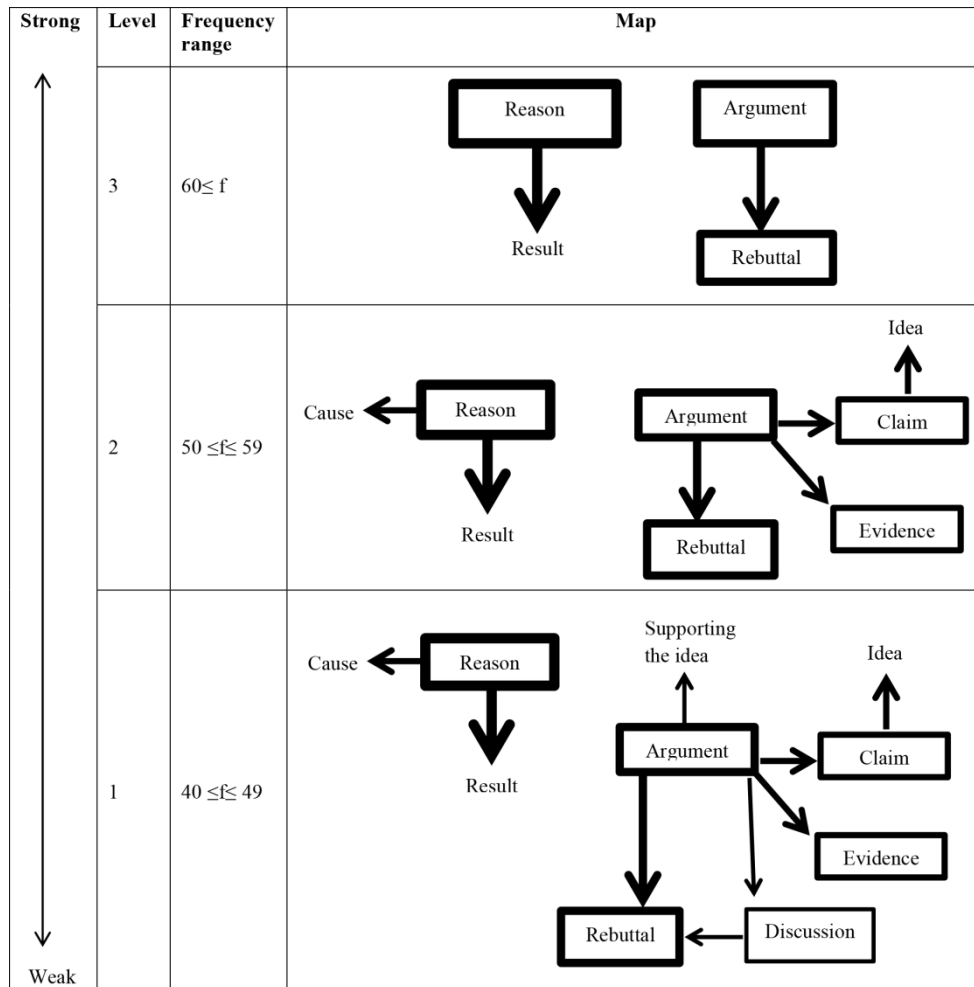 Strong
Level
Frequency
range
Map
3
60≤ f
Reason
Result
Argument
Rebuttal
2
50 ≤f≤ 59
Cause
Reason
Result
Argument
Rebuttal
Idea
Claim
Evidence
1
40 ≤f≤ 49
Cause
Reason
Result
Supporting
the idea
Idea
Argument
Claim
Evidence
Rebuttal
Discussion
Weak